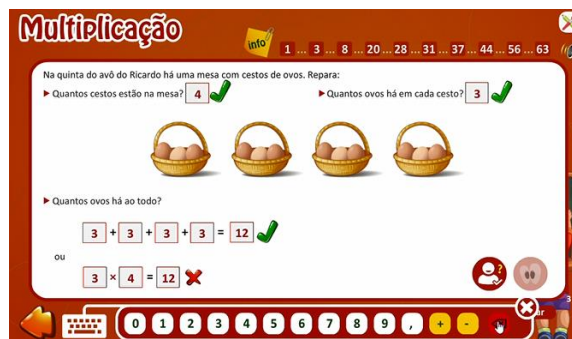 Multiplicação
info
1 ... 3 ... 8 ... 20 ... 28 ... 31 ... 37 ... 44 ... 56 ... 63
Na quinta do avô do Ricardo há uma mesa com cestos de ovos. Repara:
Quantos cestos estão na mesa? 4
Quantos ovos há em cada cesto? 3
Quantos ovos há ao todo?
3 + 3 + 3 + 3 = 12
ou
3 × 4 = 12
0 1 2 3 4 5 6 7 8 9 , + -